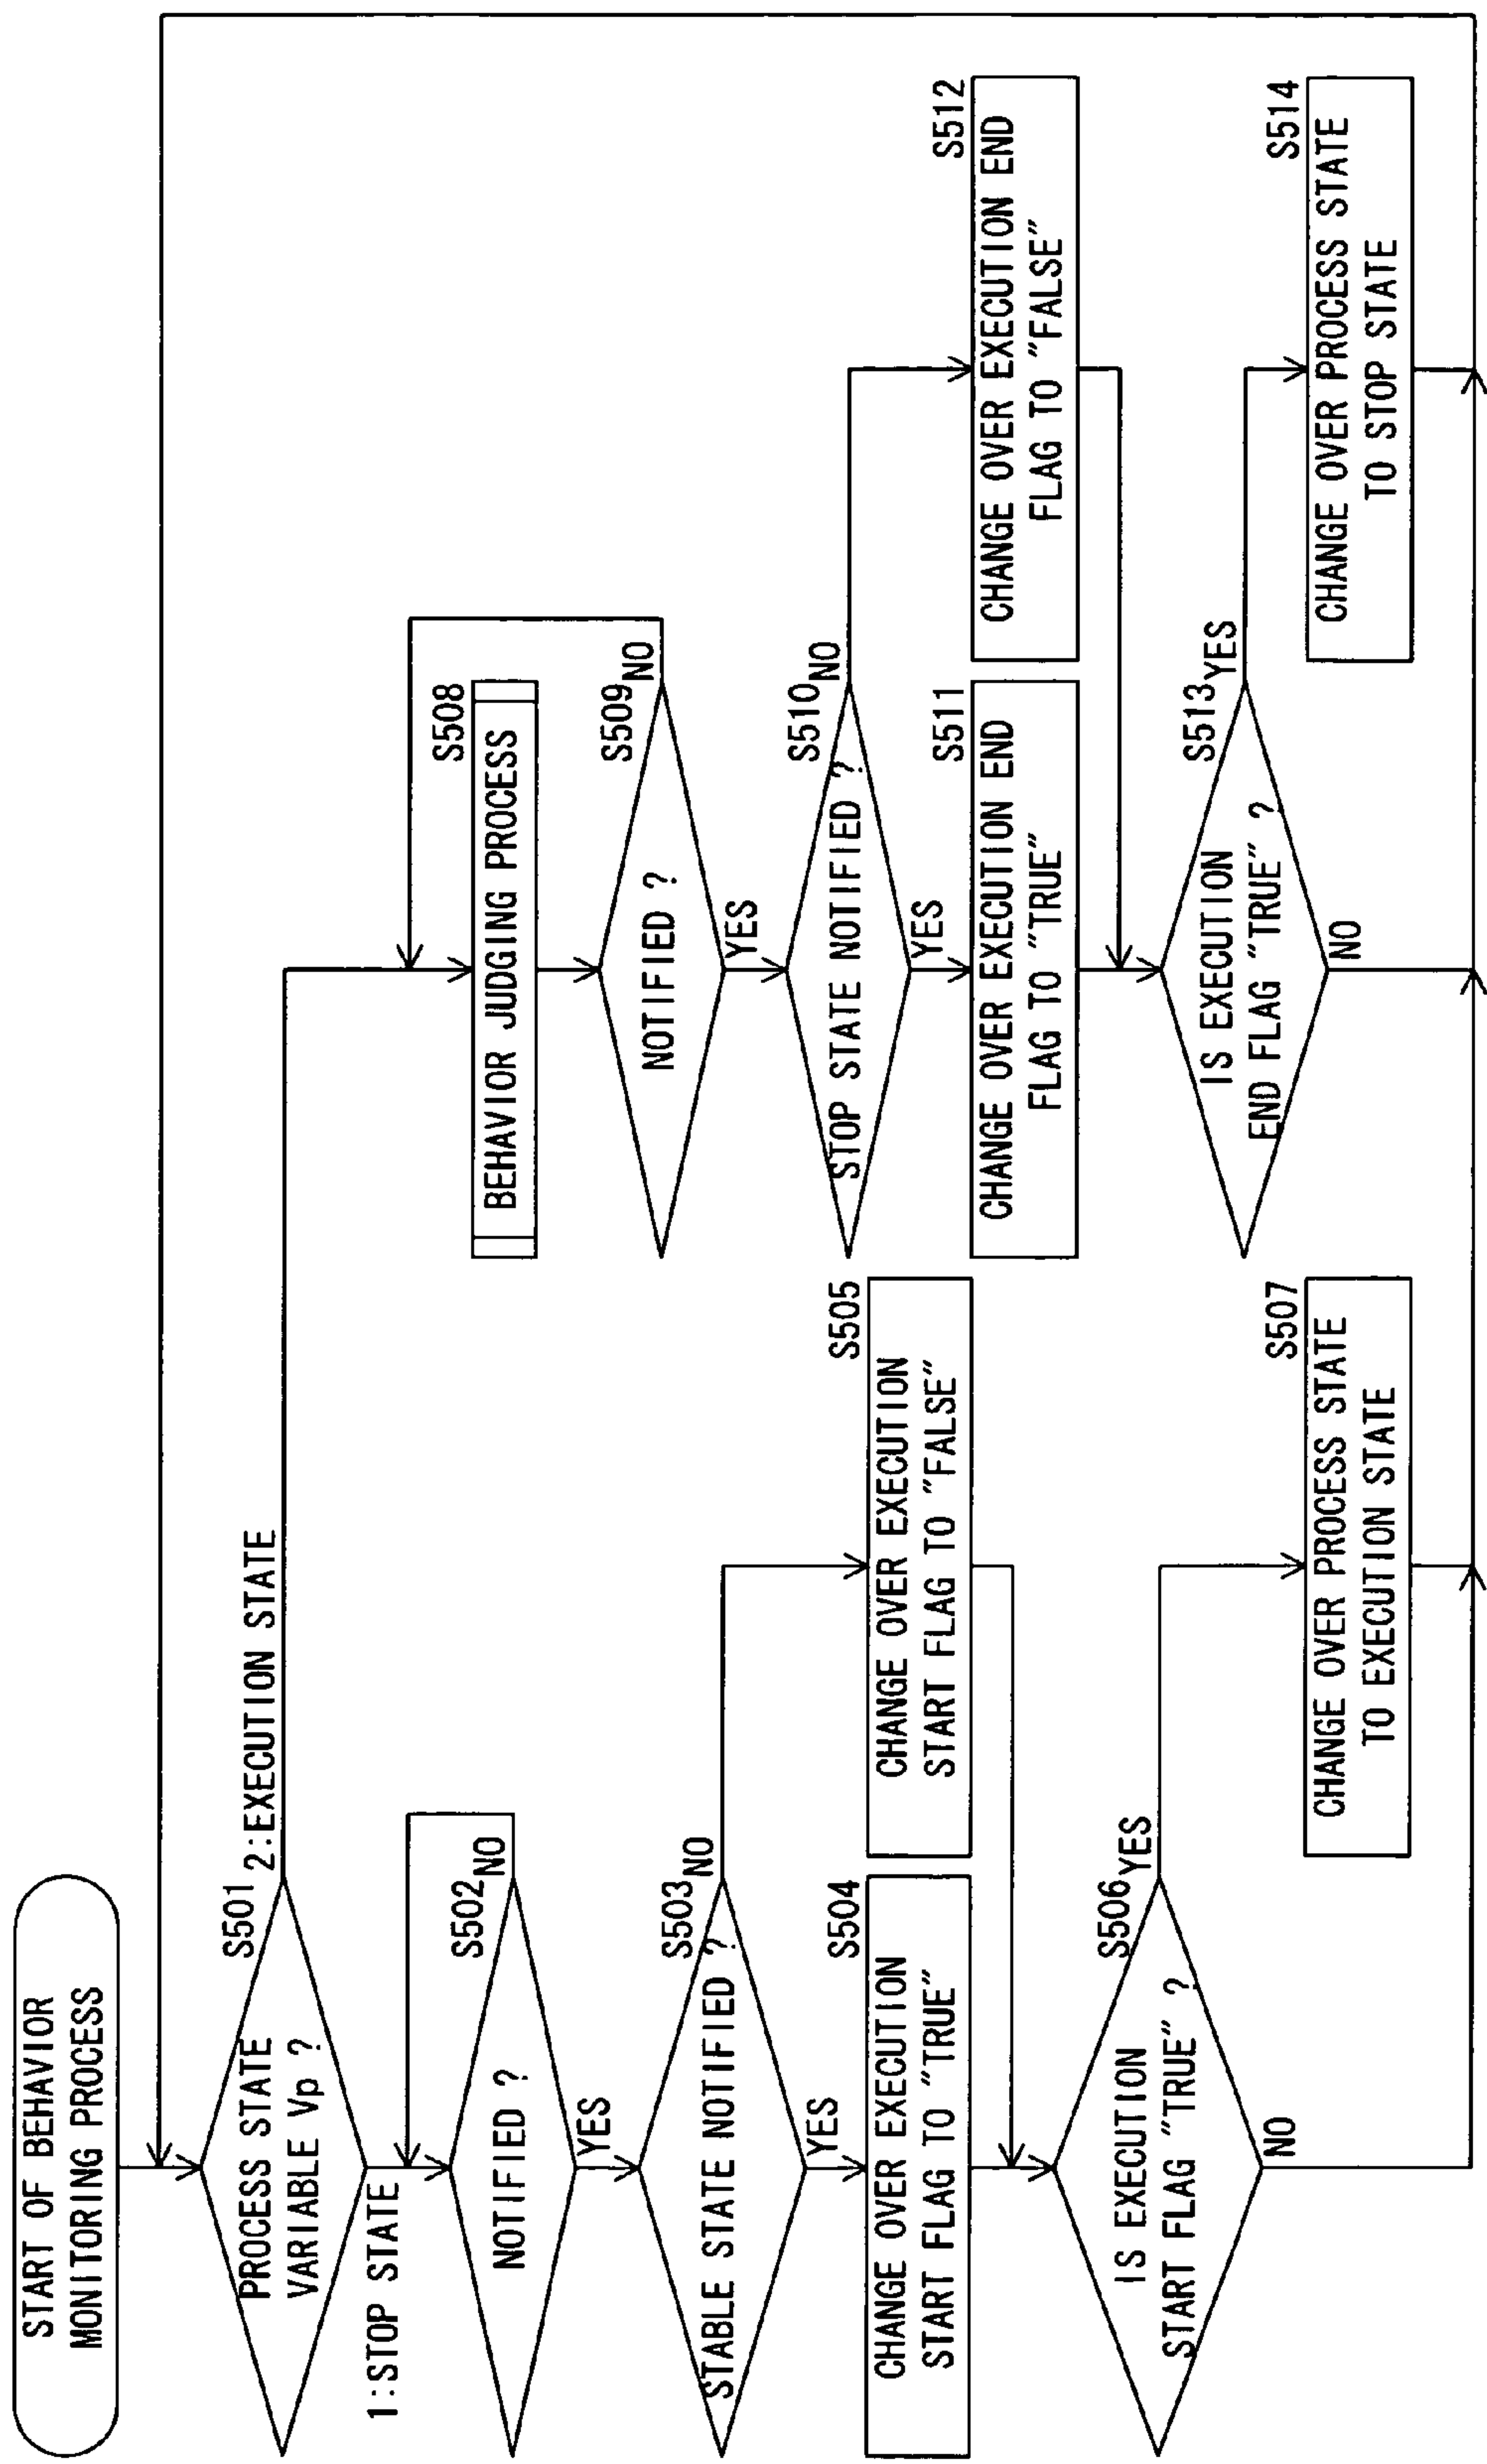 START OF BEHAVIOR
MONITORING PROCESS
S501
PROCESS STATE
VARIABLE Vp ?
2:EXECUTION STATE
1:STOP STATE
S502
NOTIFIED ?
NO
YES
S503
STABLE STATE NOTIFIED ?
NO
YES
S504
CHANGE OVER EXECUTION
START FLAG TO "TRUE"
S505
CHANGE OVER EXECUTION
START FLAG TO "FALSE"
S506
IS EXECUTION
START FLAG "TRUE" ?
YES
NO
S507
CHANGE OVER PROCESS STATE
TO EXECUTION STATE
S508
BEHAVIOR JUDGING PROCESS
S509
NOTIFIED ?
NO
YES
S510
STOP STATE NOTIFIED ?
NO
YES
S511
CHANGE OVER EXECUTION END
FLAG TO "TRUE"
S512
CHANGE OVER EXECUTION END
FLAG TO "FALSE"
S513
IS EXECUTION
END FLAG "TRUE" ?
YES
NO
S514
CHANGE OVER PROCESS STATE
TO STOP STATE